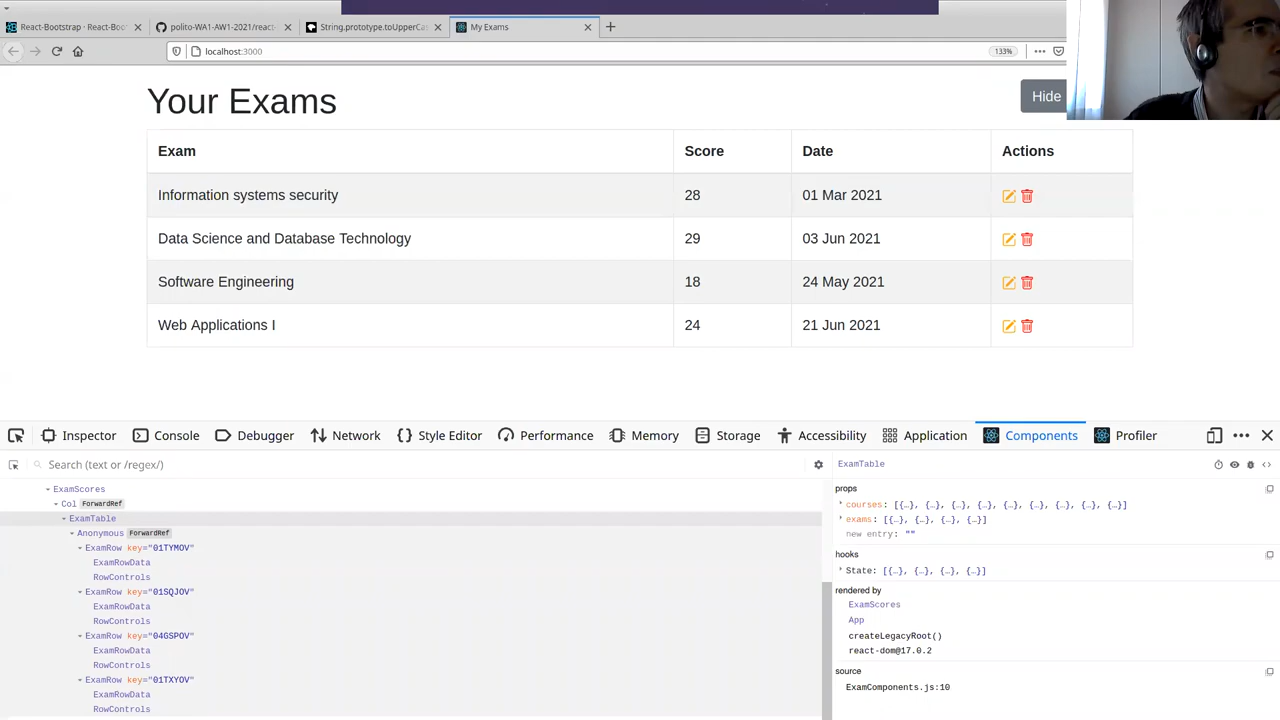 React-Bootstrap · React-Boo
polito-WA1-AW1-2021/react-
String.prototype.toUpperCa
My Exams
localhost:3000
133%
Your Exams
Hide
Exam Score Date Actions
Information systems security 28 01 Mar 2021
Data Science and Database Technology 29 03 Jun 2021
Software Engineering 18 24 May 2021
Web Applications I 24 21 Jun 2021
Inspector Console Debugger Network Style Editor Performance Memory Storage Accessibility Application Components Profiler
Search (text or /regex/)
ExamScores
Col ForwardRef
ExamTable
Anonymous ForwardRef
ExamRow key="01TYMOV"
ExamRowData
RowControls
ExamRow key="01SQJOV"
ExamRowData
RowControls
ExamRow key="04GSPOV"
ExamRowData
RowControls
ExamRow key="01TXYOV"
ExamRowData
RowControls
ExamTable
props
courses: [{…}, {…}, {…}, {…}, {…}, {…}, {…}, {…}, {…}]
exams: [{…}, {…}, {…}, {…}]
new entry: ""
hooks
State: [{…}, {…}, {…}, {…}]
rendered by
ExamScores
App
createLegacyRoot()
react-dom@17.0.2
source
ExamComponents.js:10